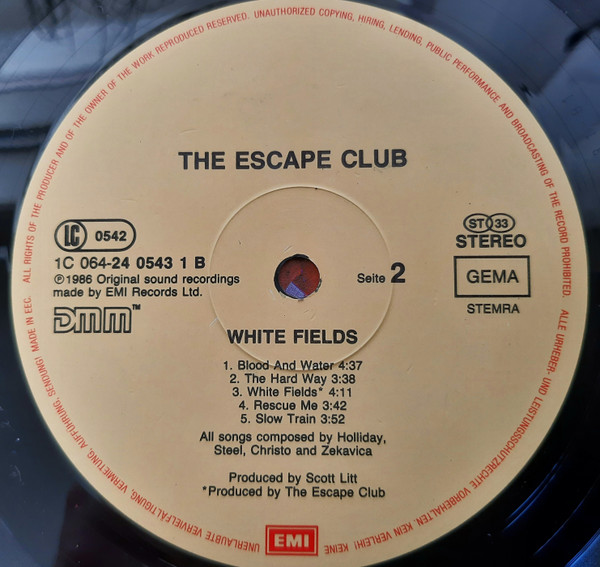 ALL RIGHTS OF THE PRODUCER AND OF THE OWNER OF THE WORK REPRODUCED RESERVED. UNAUTHORIZED COPYING, HIRING, LENDING, PUBLIC PERFORMANCE AND BROADCASTING OF THE RECORD PROHIBITED.
THE ESCAPE CLUB
LC 0542
1C 064-24 0543 1 B
℗1986 Original sound recordings
made by EMI Records Ltd.
DMM™
Seite 2
ST 33
STEREO
GEMA
STEMRA
WHITE FIELDS
1. Blood And Water 4:37
2. The Hard Way 3:38
3. White Fields* 4:11
4. Rescue Me 3:42
5. Slow Train 3:52
All songs composed by Holliday,
Steel, Christo and Zekavica
Produced by Scott Litt
*Produced by The Escape Club
EMI
ALLE URHEBER- UND LEISTUNGSSCHUTZRECHTE VORBEHALTEN. KEIN VERLEIH! KEINE UNERLAUBTE VERVIELFÄLTIGUNG, VERMIETUNG, AUFFÜHRUNG, SENDUNG! MADE IN EEC.